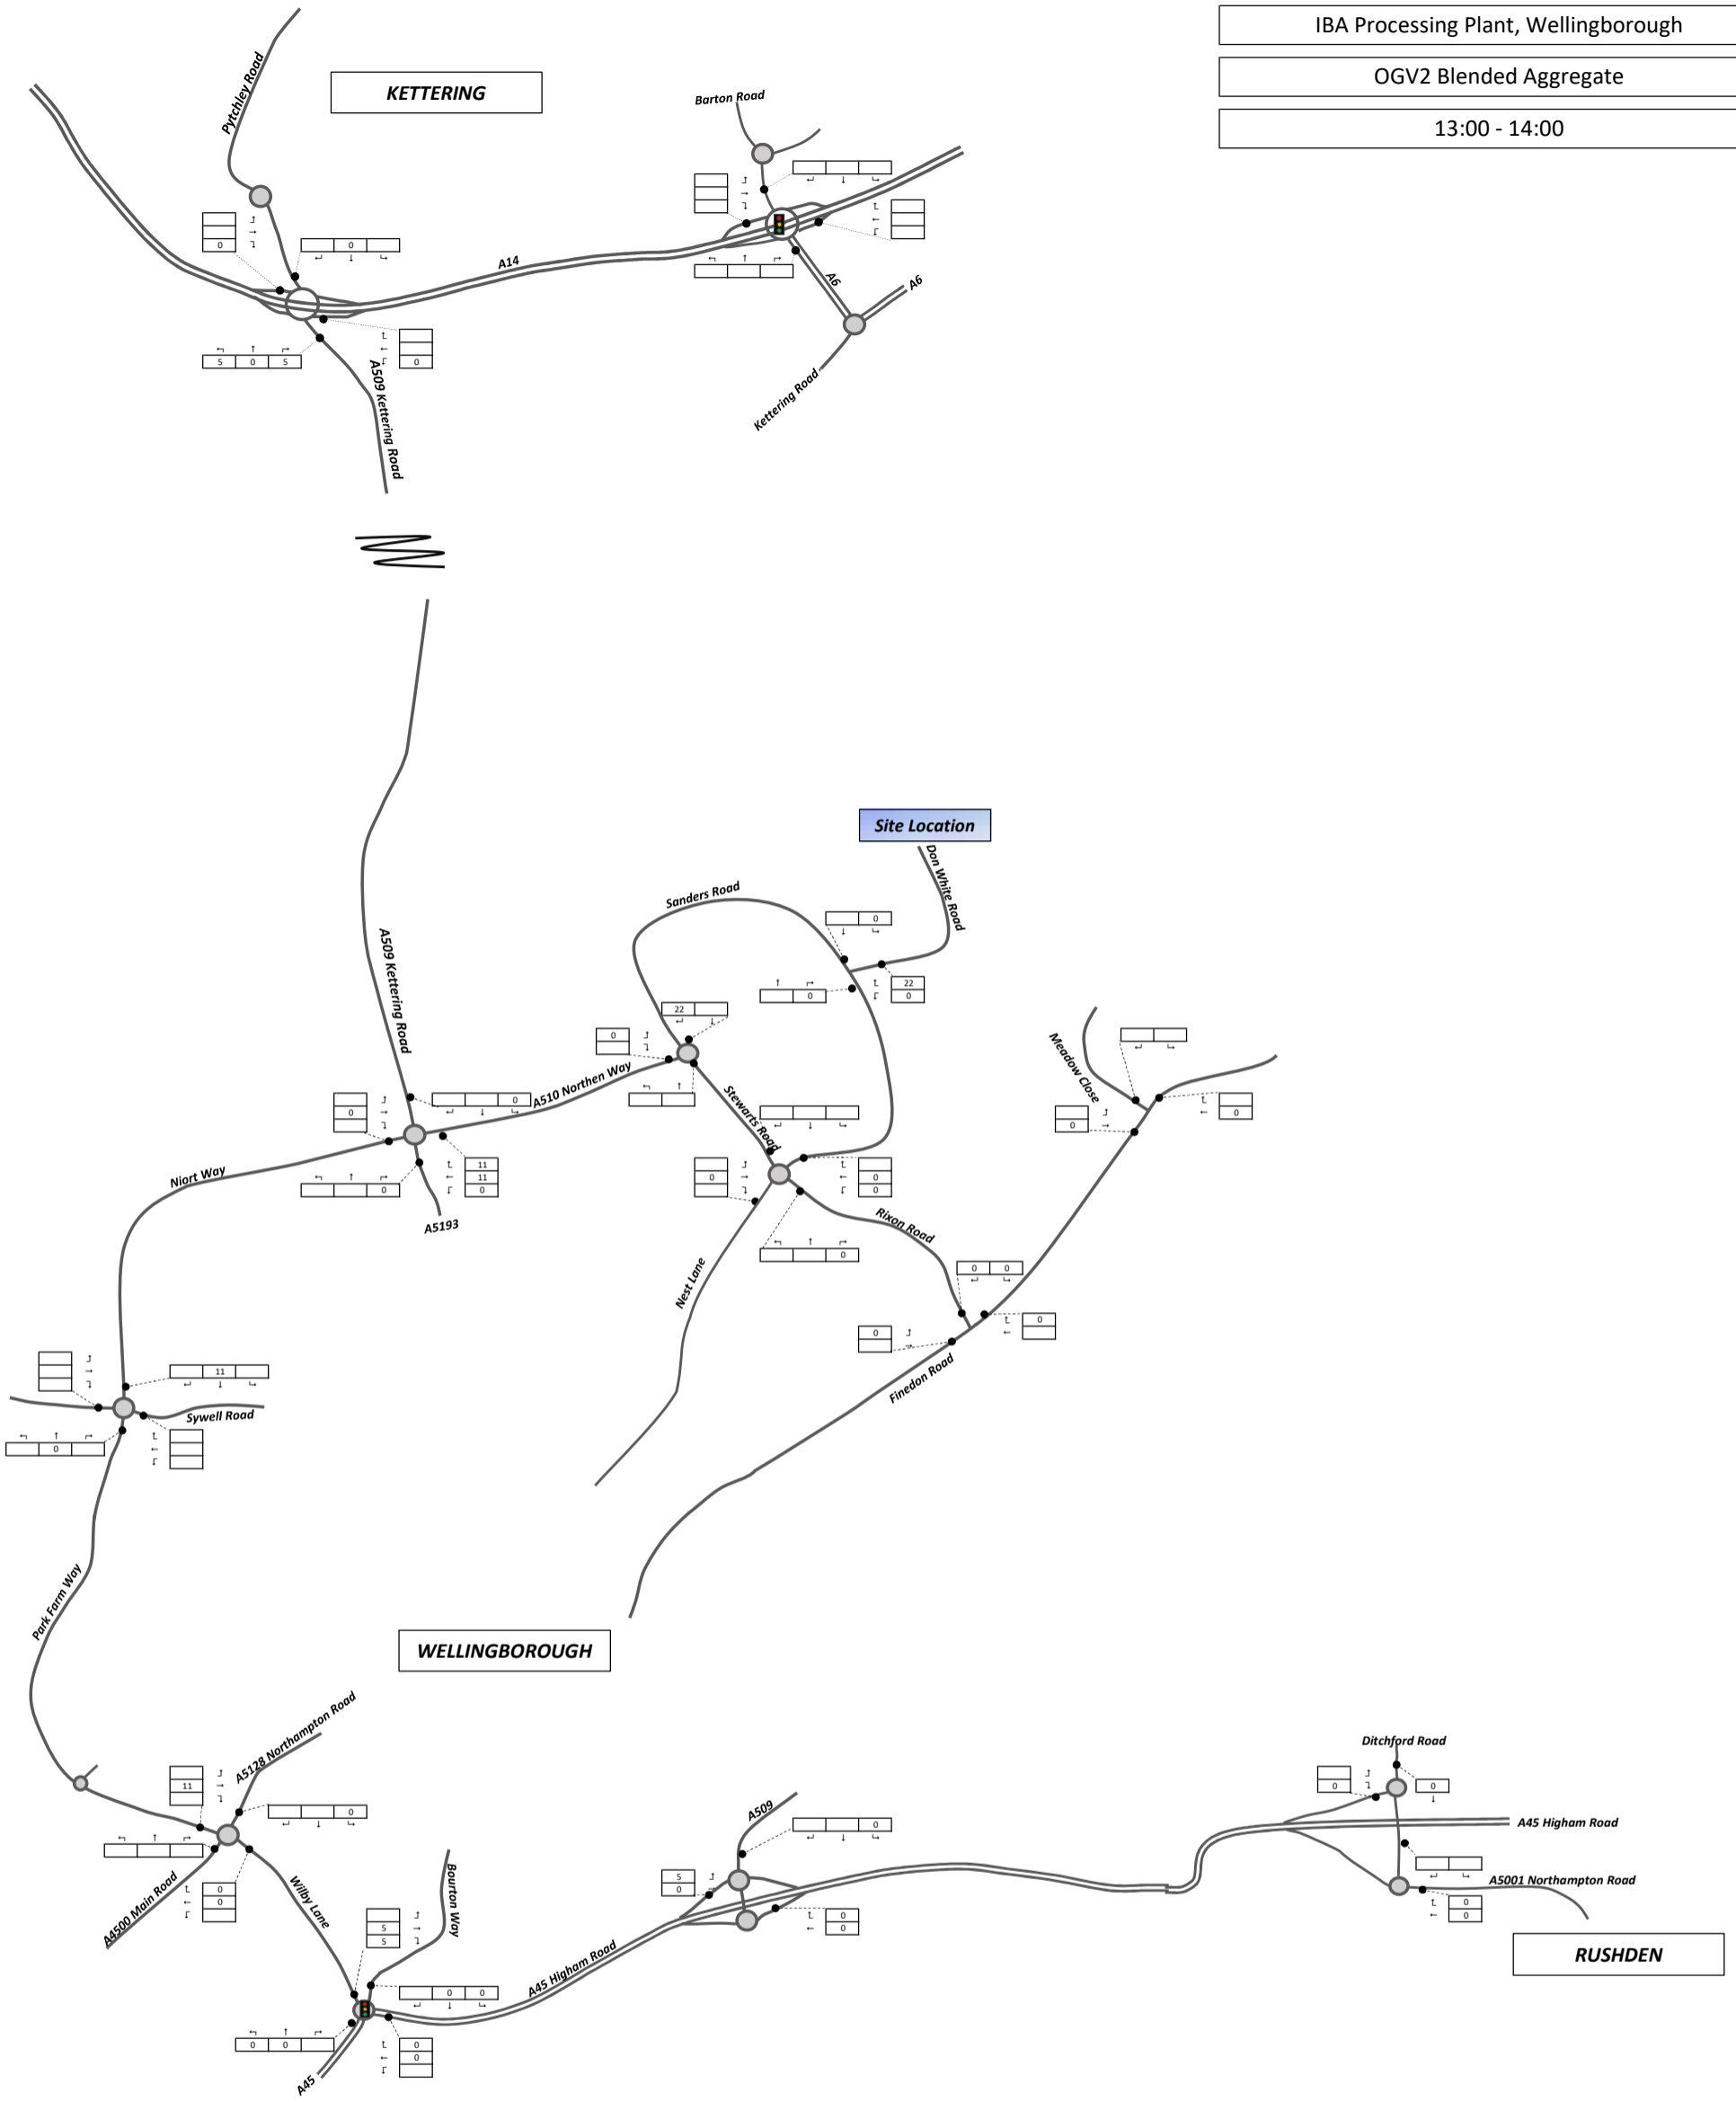 IBA Processing Plant, Wellingborough
OGV2 Blended Aggregate
13:00 - 14:00
KETTERING
Pytchley Road
Barton Road
0
0
A14
A6
A6
5 0 5
0
A509 Kettering Road
Kettering Road
Site Location
Don White Road
Sanders Road
0
22
0
0
A509 Kettering Road
22
0
A510 Northen Way
Stewarts Road
Meadow Close
0
0
0
0
11
11
0
0
A5193
Niort Way
0
0
0
0
Nest Lane
Rixon Road
0 0
0
0
Finedon Road
11
Sywell Road
0
Park Farm Way
WELLINGBOROUGH
A5128 Northampton Road
11
0
0
0
A4500 Main Road
Wilby Lane
Bourton Way
5
5
0 0
0 0
0
0
A45
A45 Higham Road
A509
0
5
0
0
0
Ditchford Road
0
0
A45 Higham Road
A5001 Northampton Road
0
0
RUSHDEN